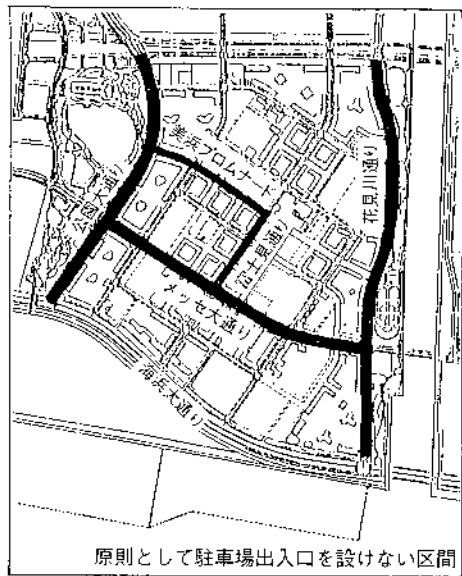 美浜プロムナード
花見川通り
公園大通り
富士見通り
メッセ大通り
海浜大通り
原則として駐車場出入口を設けない区間